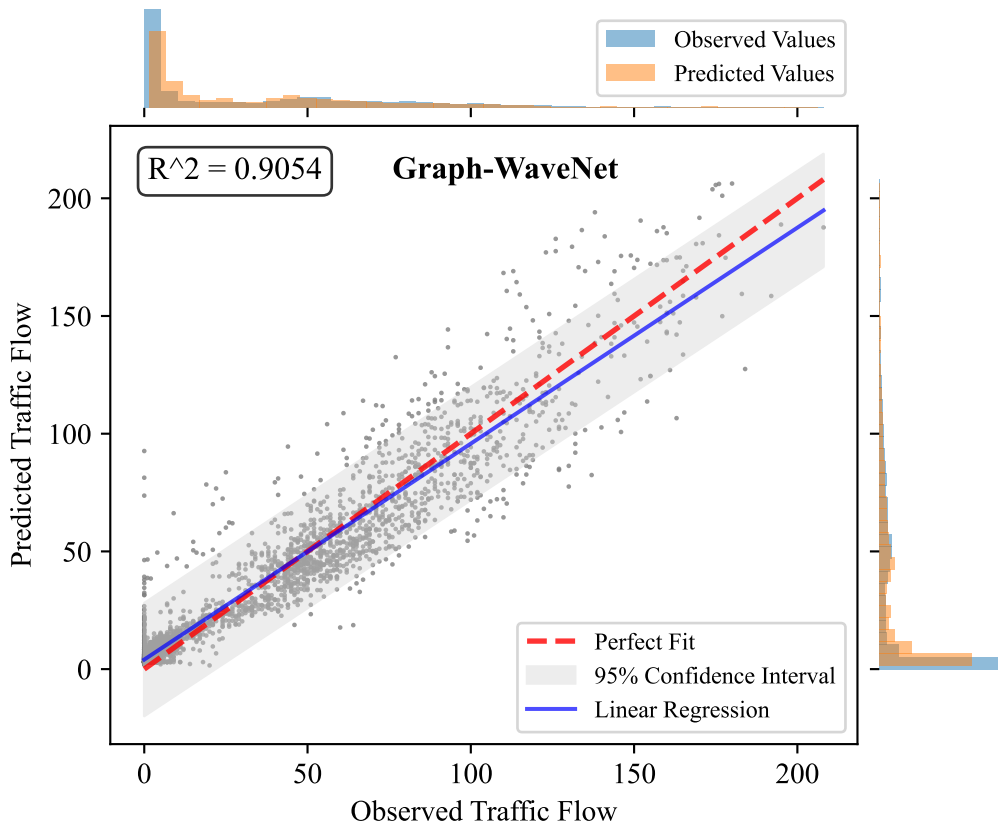 Observed Values
Predicted Values
R^2 = 0.9054
Graph-WaveNet
200
150
100
50
0
Predicted Traffic Flow
Perfect Fit
95% Confidence Interval
Linear Regression
0 50 100 150 200
Observed Traffic Flow